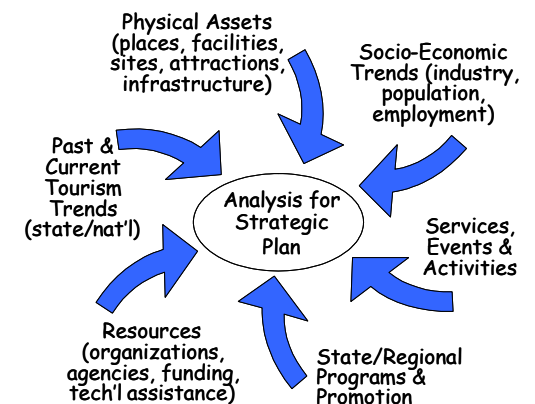 Physical Assets
(places, facilities,
sites, attractions,
infrastructure)
Socio-Economic
Trends (industry,
population,
employment)
Past &
Current
Tourism
Trends
(state/nat'l)
Analysis for
Strategic
Plan
Services,
Events &
Activities
Resources
(organizations,
agencies, funding,
tech'l assistance)
State/Regional
Programs &
Promotion